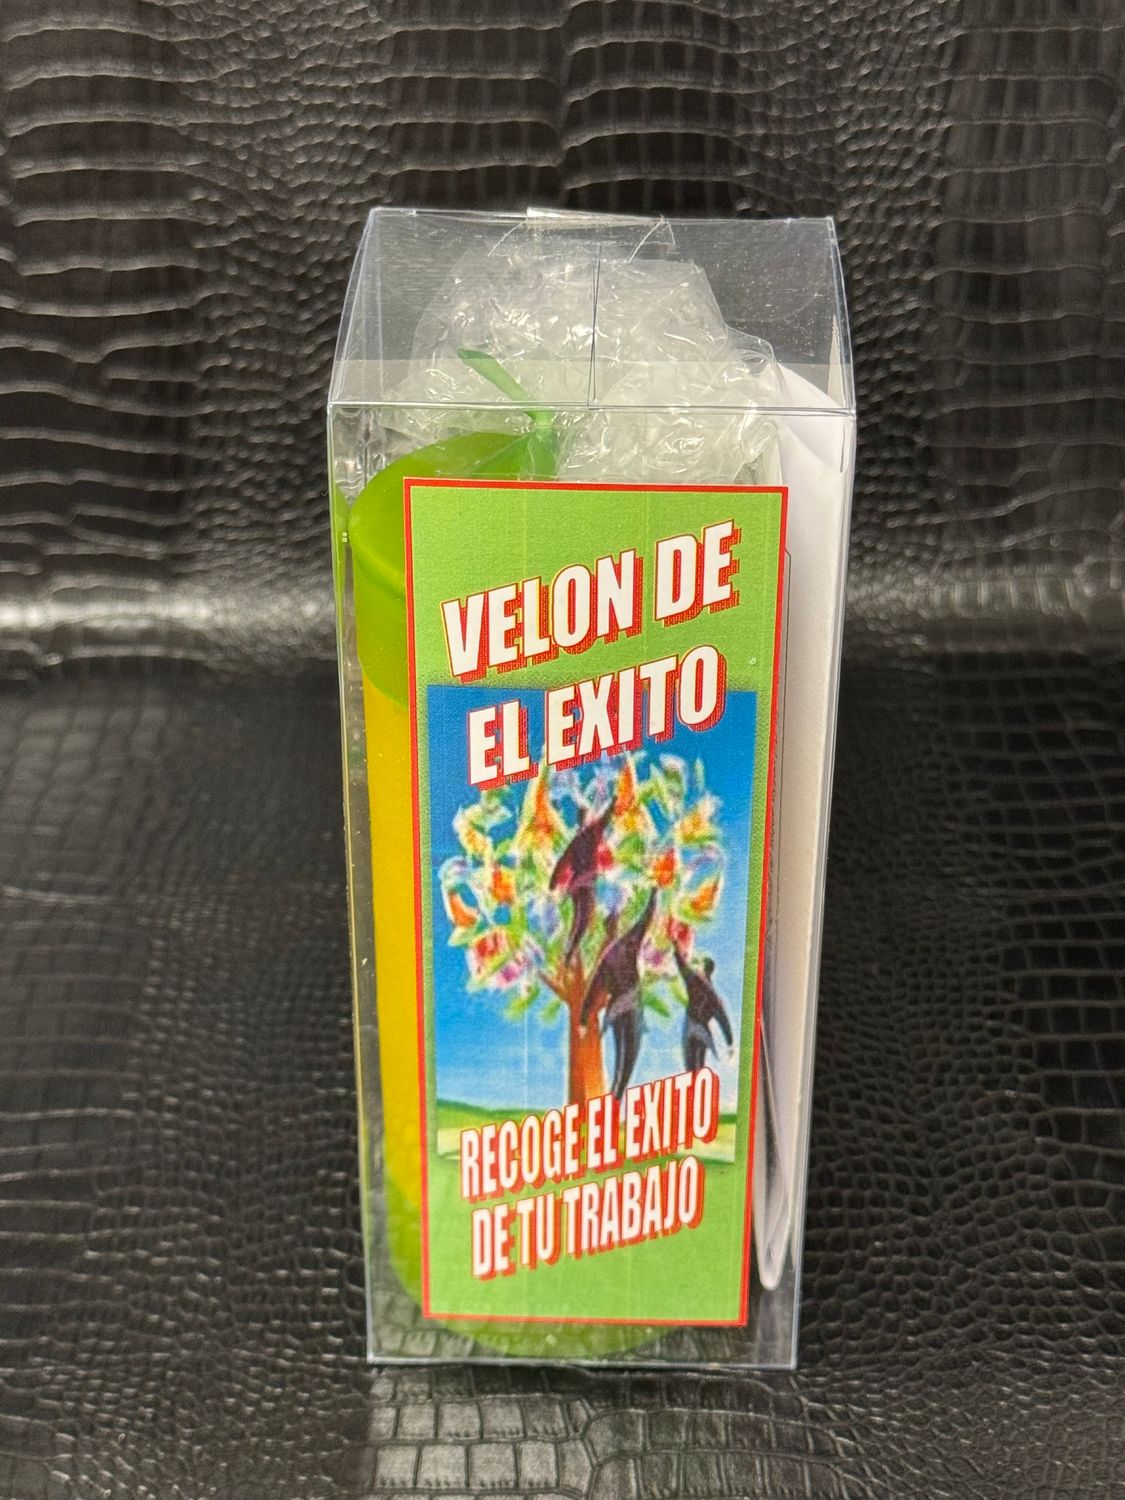 VELON DE
EL EXITO
RECOGE EL EXITO
DE TU TRABAJO